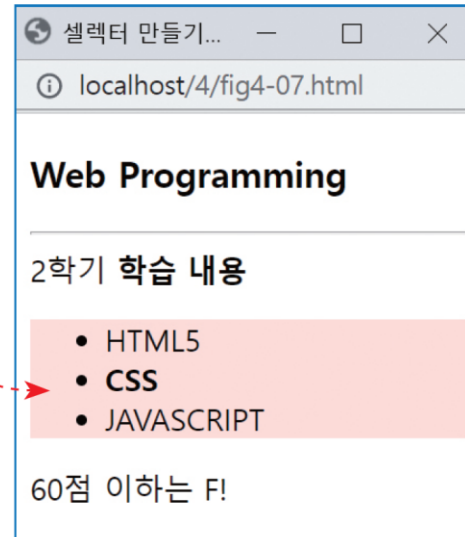 셀렉터 만들기...
localhost/4/fig4-07.html
Web Programming
2학기 학습 내용
• HTML5
• CSS
• JAVASCRIPT
60점 이하는 F!